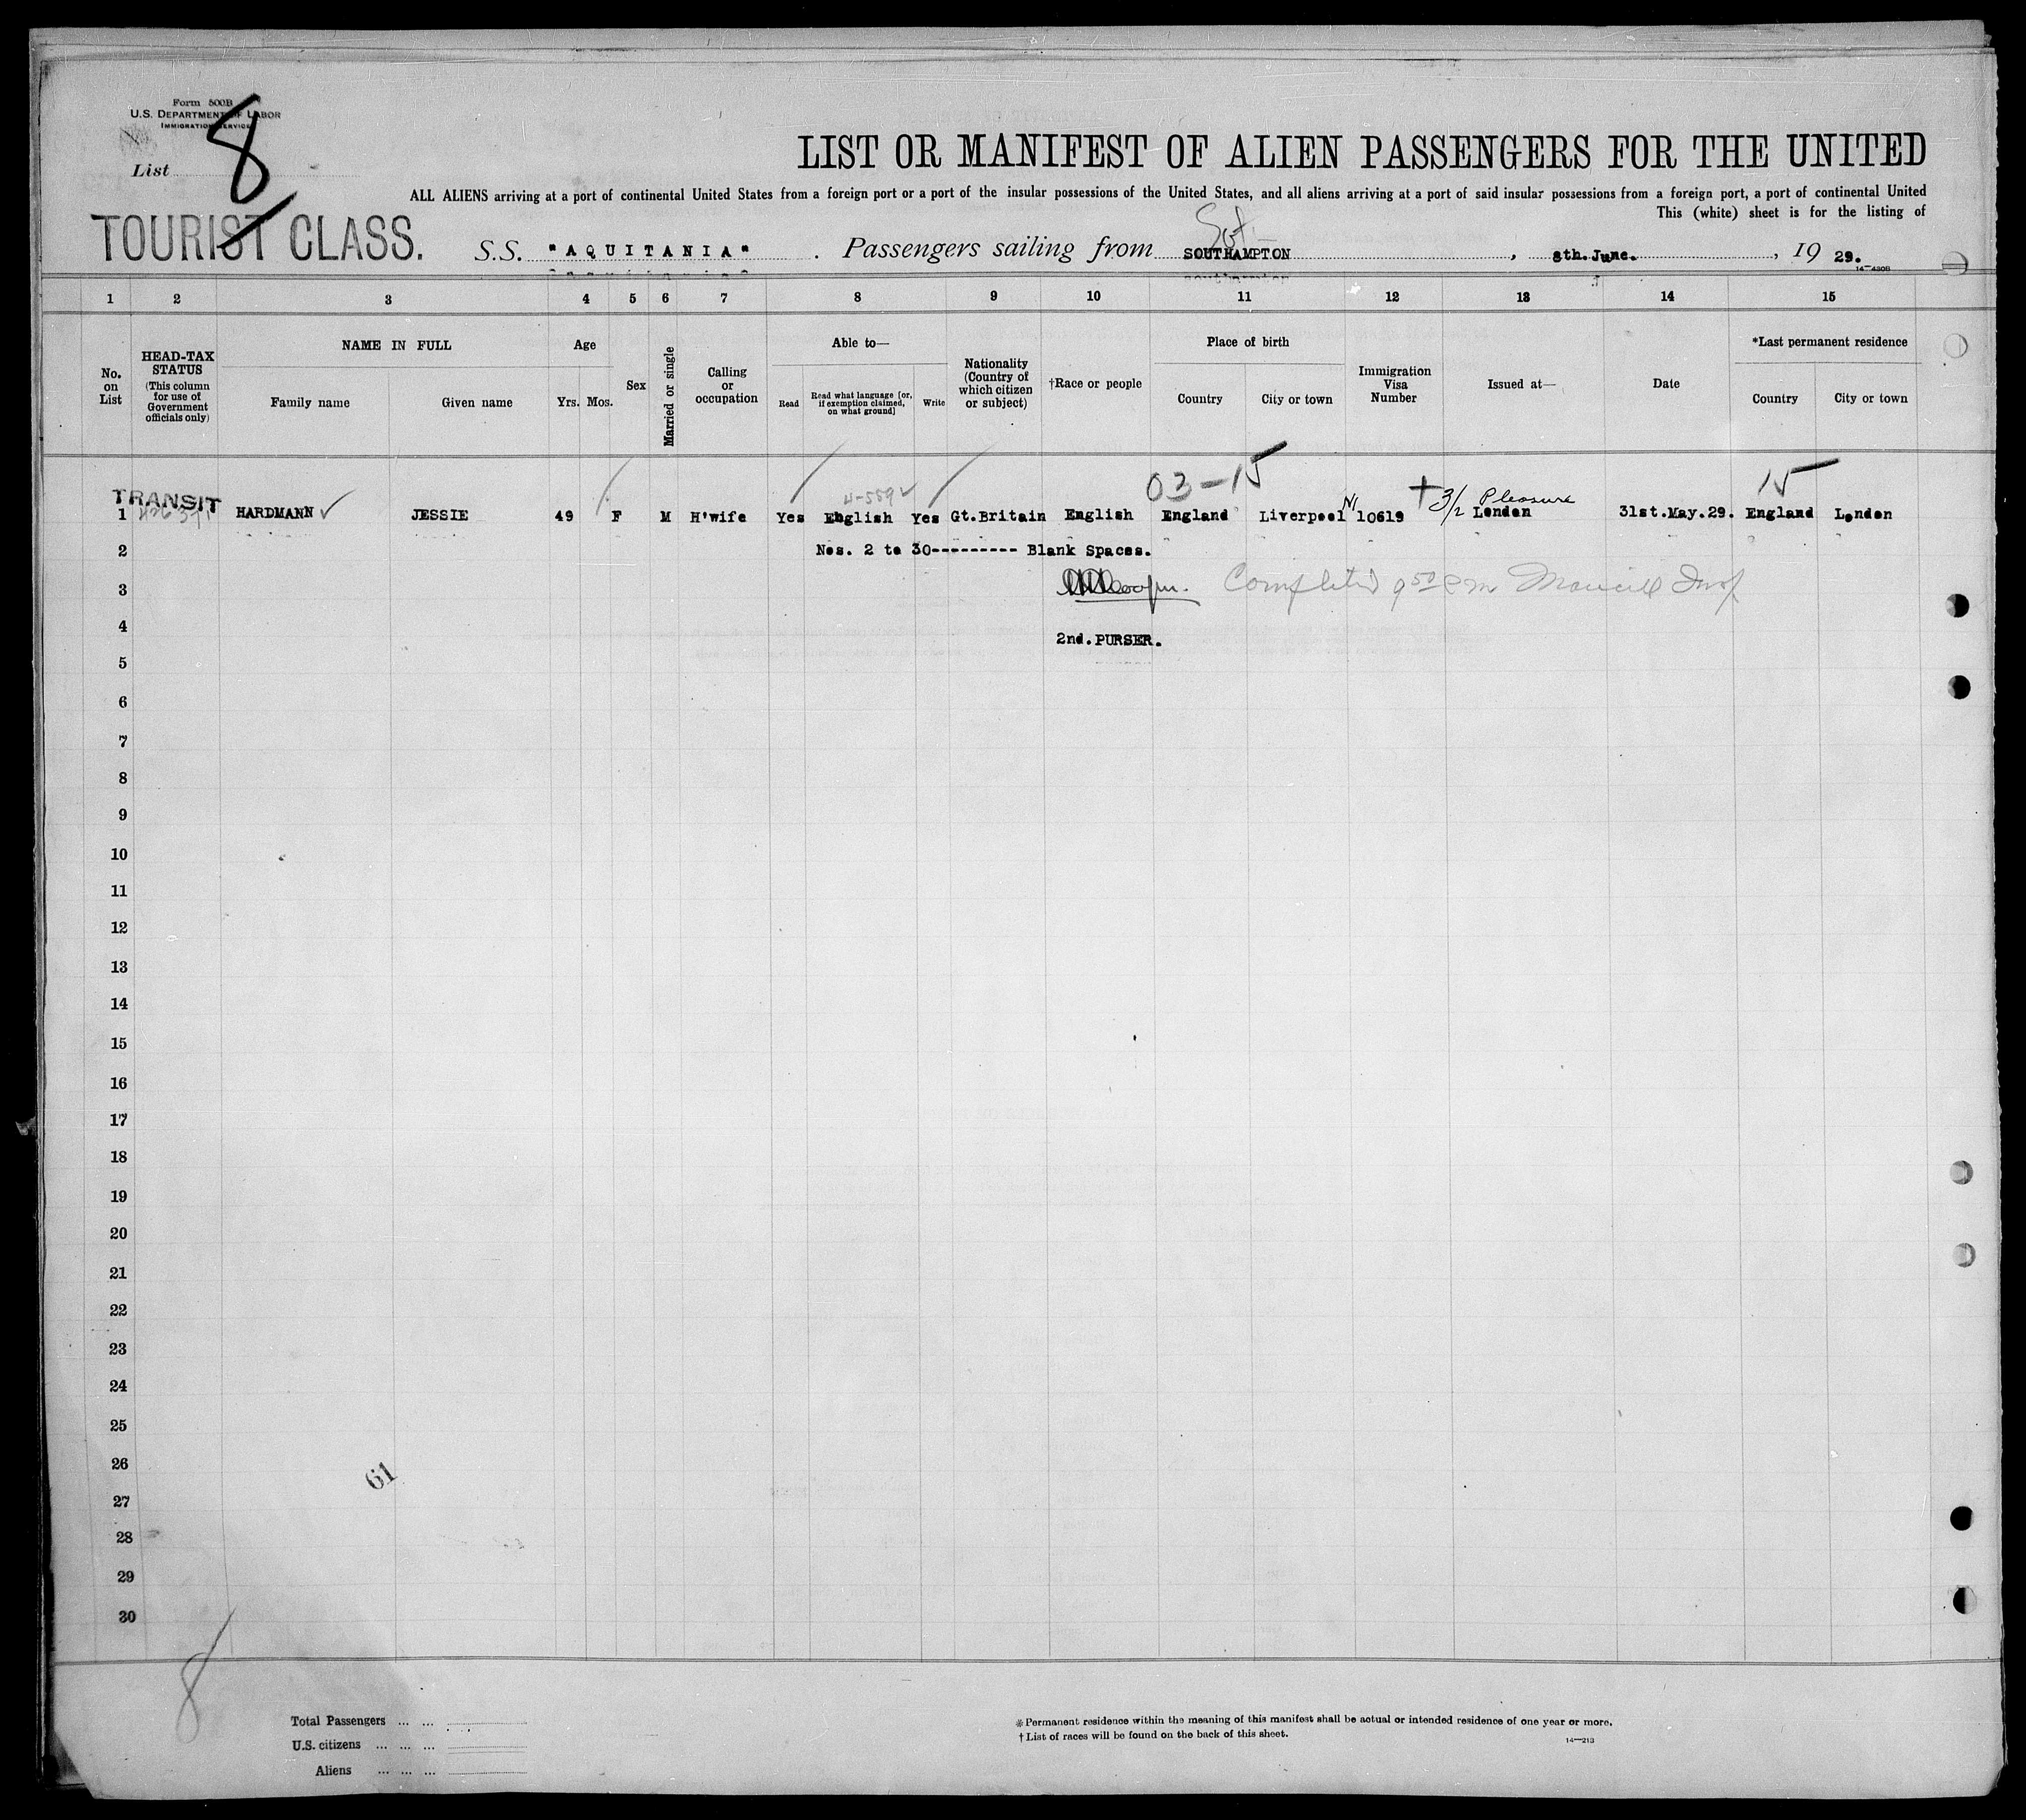 Form 500B
U.S. DEPARTMENT OF LABOR
IMMIGRATION SERVICE
List 8
LIST OR MANIFEST OF ALIEN PASSENGERS FOR THE UNITED
ALL ALIENS arriving at a port of continental United States from a foreign port or a port of the insular possessions of the United States, and all aliens arriving at a port of said insular possessions from a foreign port, a port of continental United
This (white) sheet is for the listing of
TOURIST CLASS.
S.S. "AQUITANIA". Passengers sailing from SOUTHAMPTON, 8th.June., 19 29.
14-430B
1 2 3 4 5 6 7 8 9 10 11 12 13 14 15
No. on List
HEAD-TAX STATUS (This column for use of Government officials only)
NAME IN FULL
Family name Given name
Age
Yrs. Mos.
Sex
Married or single
Calling or occupation
Able to—
Read
Read what language [or, if exemption claimed, on what ground]
Write
Nationality (Country of which citizen or subject)
†Race or people
Place of birth
Country City or town
Immigration Visa Number
Issued at—
Date
*Last permanent residence
Country City or town
03-15 15
TRANSIT Pleasure
1 HARDMANN JESSIE 49 F M H'wife Yes English Yes Gt.Britain English England Liverpool 10619 3/2 London 31st.May.29. England London
2 Nos. 2 to 30--------- Blank Spaces.
3 Completed 9 50
4 2nd.PURSER.
5
6
7
8
9
10
11
12
13
14
15
16
17
18
19
20
21
22
23
24
25
26
61
27
28
29
30
8
Total Passengers ... ...
U.S. citizens ... ... ...
Aliens ... ... ...
*Permanent residence within the meaning of this manifest shall be actual or intended residence of one year or more.
†List of races will be found on the back of this sheet.
14-213